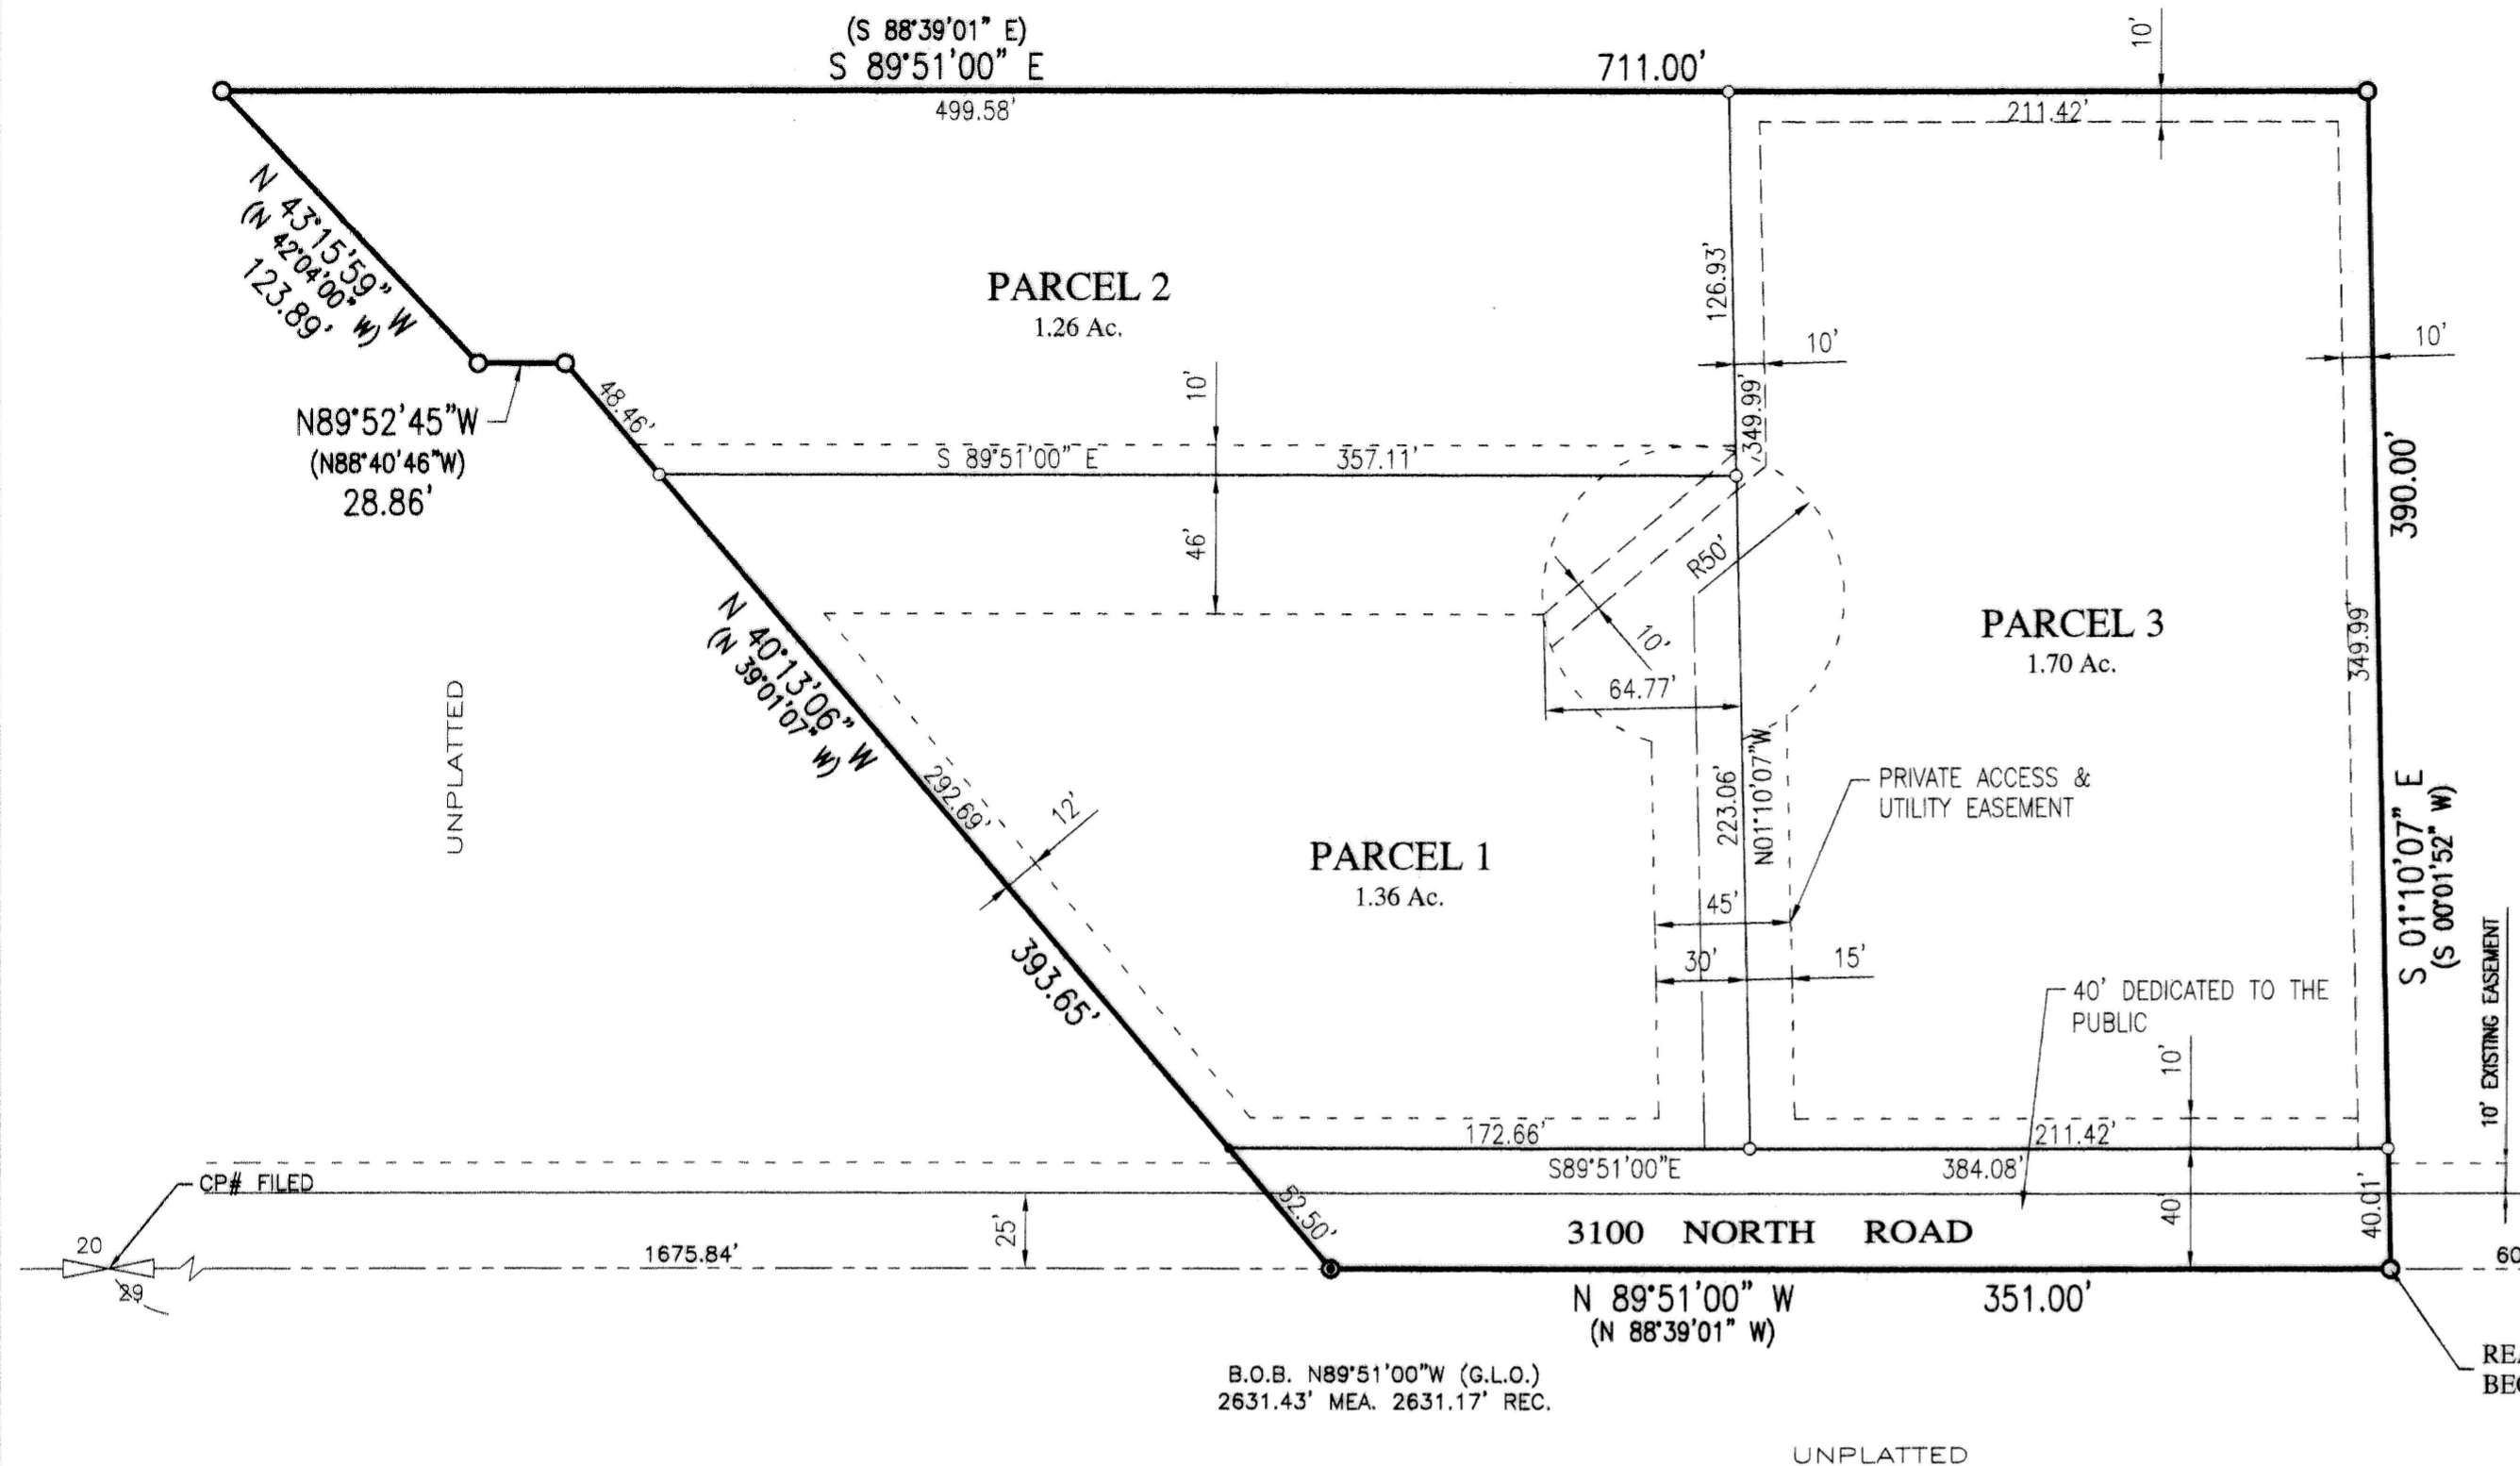 (S 88°39'01" E)
S 89°51'00" E
711.00'
10'
499.58'
211.42'
N 43°15'59" W
(N 42°04'00" W)
123.89'
PARCEL 2
1.26 Ac.
126.93'
10'
10'
349.99'
N89°52'45"W
(N88°40'46"W)
28.86'
48.46'
10'
S 89°51'00" E
357.11'
46'
R50'
10'
64.77'
390.00'
PARCEL 3
1.70 Ac.
349.99'
N 40°13'06" W
(N 39°01'07" W)
292.69'
12'
393.65'
UNPLATTED
PARCEL 1
1.36 Ac.
223.06'
N01°10'07"W
PRIVATE ACCESS &
UTILITY EASEMENT
45'
30'
15'
S 01°10'07" E
(S 00°01'52" W)
10' EXISTING EASEMENT
40' DEDICATED TO THE
PUBLIC
10'
172.66'
211.42'
S89°51'00"E
384.08'
CP# FILED
20
29
1675.84'
25'
52.50'
3100 NORTH ROAD
40'
40.01'
60
N 89°51'00" W
351.00'
(N 88°39'01" W)
B.O.B. N89°51'00"W (G.L.O.)
2631.43' MEA. 2631.17' REC.
UNPLATTED